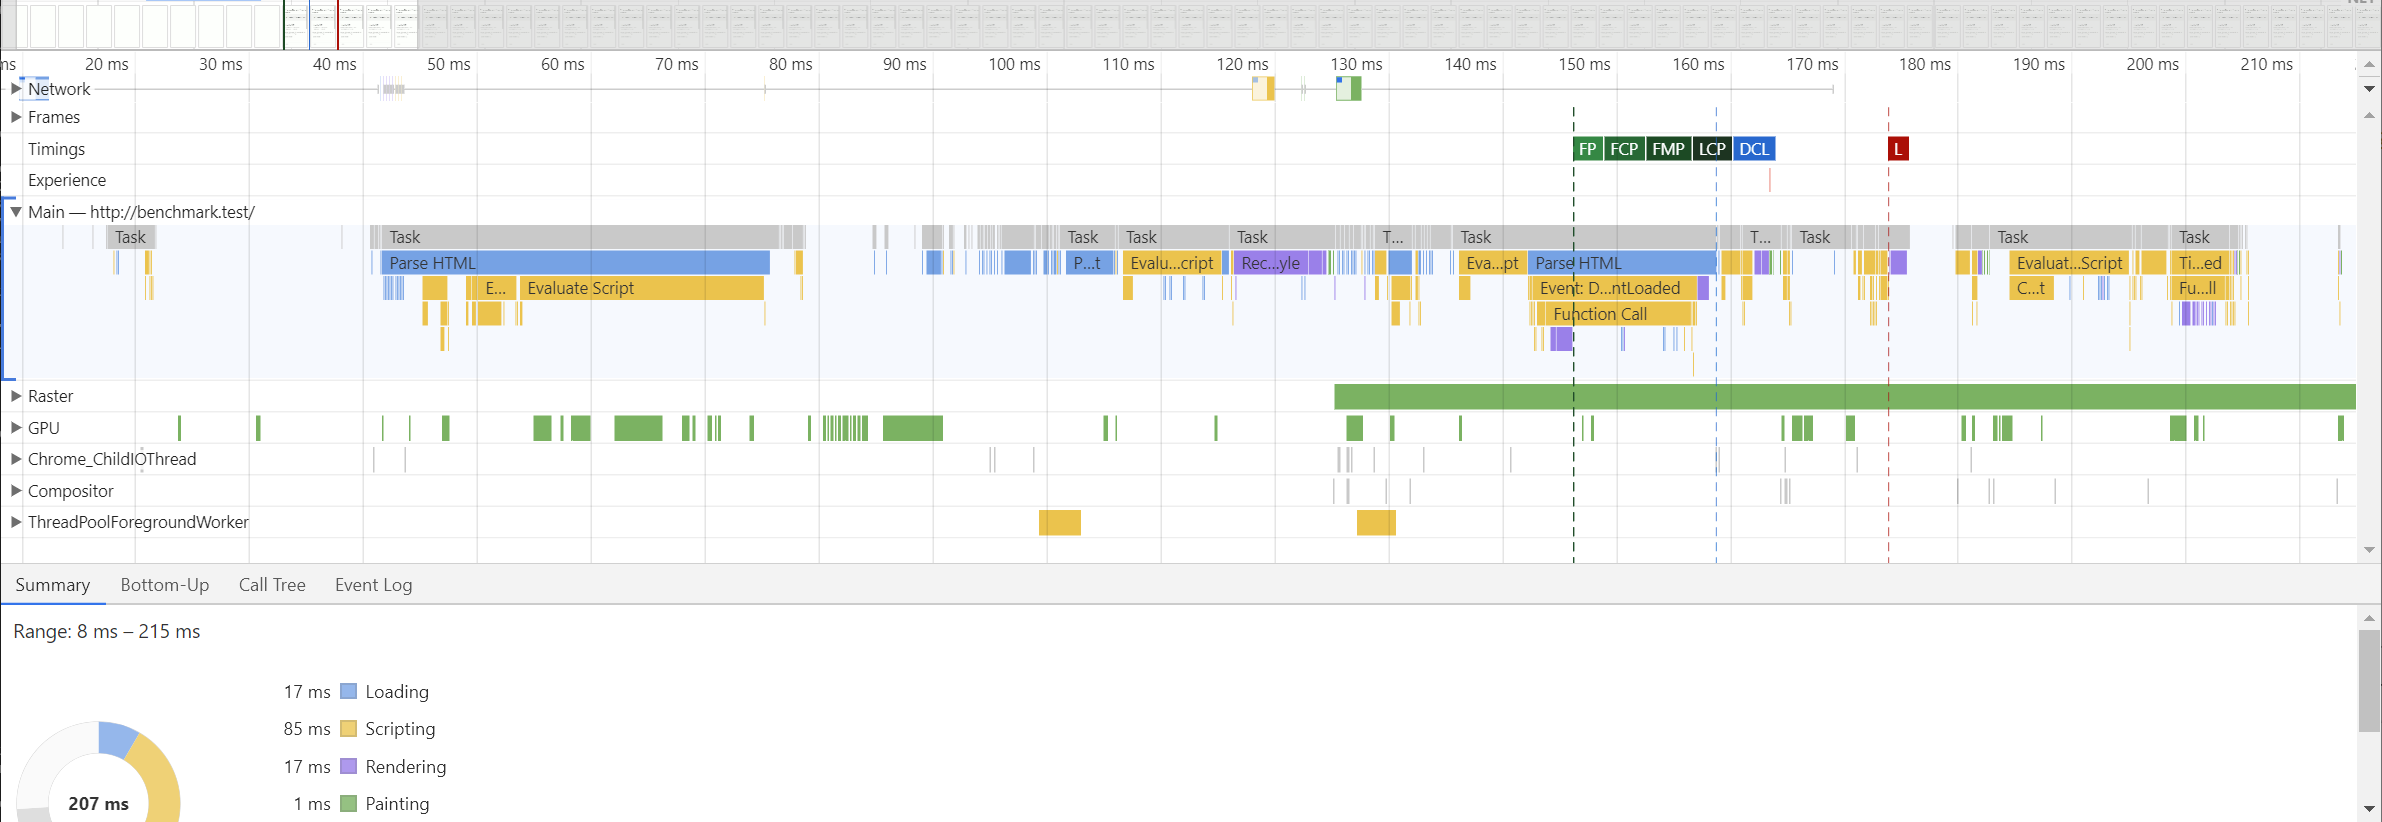 ms 20 ms 30 ms 40 ms 50 ms 60 ms 70 ms 80 ms 90 ms 100 ms 110 ms 120 ms 130 ms 140 ms 150 ms 160 ms 170 ms 180 ms 190 ms 200 ms 210 ms
Network
Frames
Timings FP FCP FMP LCP DCL L
Experience
Main — http://benchmark.test/
Task Task Task Task Task T... Task T... Task Task Task
Parse HTML P...t Evalu...cript Rec...yle Eva...pt Parse HTML Evaluat...Script Ti...ed
E... Evaluate Script Event: D...ntLoaded C...t Fu...ll
Function Call
Raster
GPU
Chrome_ChildIOThread
Compositor
ThreadPoolForegroundWorker
Summary Bottom-Up Call Tree Event Log
Range: 8 ms – 215 ms
17 ms Loading
85 ms Scripting
17 ms Rendering
207 ms 1 ms Painting